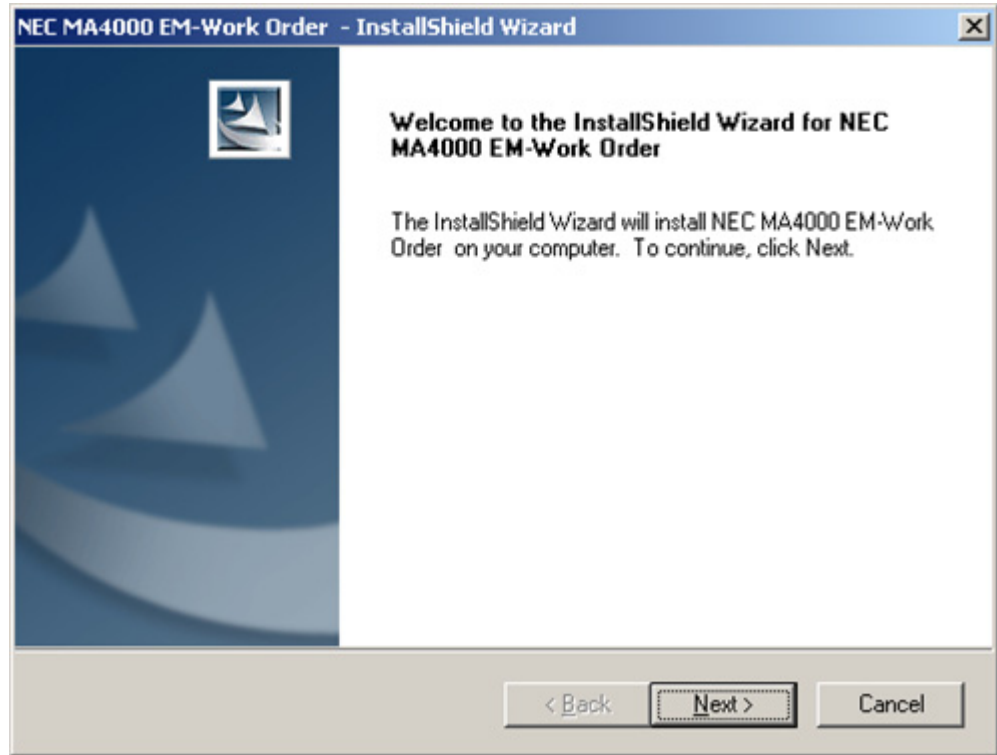 NEC MA4000 EM-Work Order - InstallShield Wizard
Welcome to the InstallShield Wizard for NEC
MA4000 EM-Work Order
The InstallShield Wizard will install NEC MA4000 EM-Work
Order on your computer. To continue, click Next.
< Back
Next >
Cancel